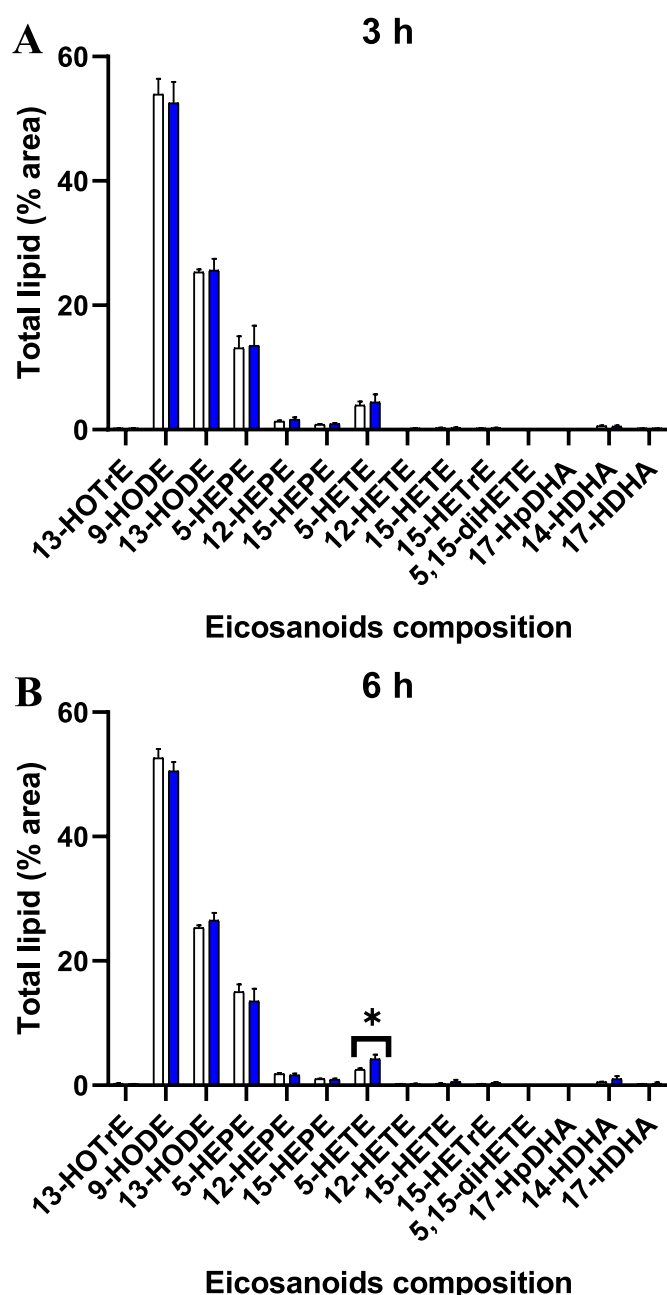 A
3 h
Total lipid (% area)
60
40
20
0
13-HOTrE
9-HODE
13-HODE
5-HEPE
12-HEPE
15-HEPE
5-HETE
12-HETE
15-HETE
15-HETrE
5,15-diHETE
17-HpDHA
14-HDHA
17-HDHA
Eicosanoids composition
B
6 h
Total lipid (% area)
60
40
20
0
*
13-HOTrE
9-HODE
13-HODE
5-HEPE
12-HEPE
15-HEPE
5-HETE
12-HETE
15-HETE
15-HETrE
5,15-diHETE
17-HpDHA
14-HDHA
17-HDHA
Eicosanoids composition